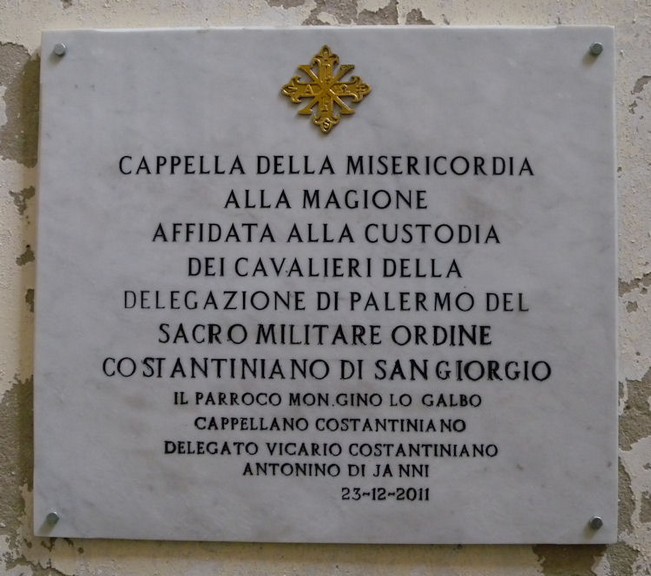 CAPPELLA DELLA MISERICORDIA
ALLA MAGIONE
AFFIDATA ALLA CUSTODIA
DEI CAVALIERI DELLA
DELEGAZIONE DI PALERMO DEL
SACRO MILITARE ORDINE
COSTANTINIANO DI SAN GIORGIO
IL PARROCO MON.GINO LO GALBO
CAPPELLANO COSTANTINIANO
DELEGATO VICARIO COSTANTINIANO
ANTONINO DI JANNI
23-12-2011